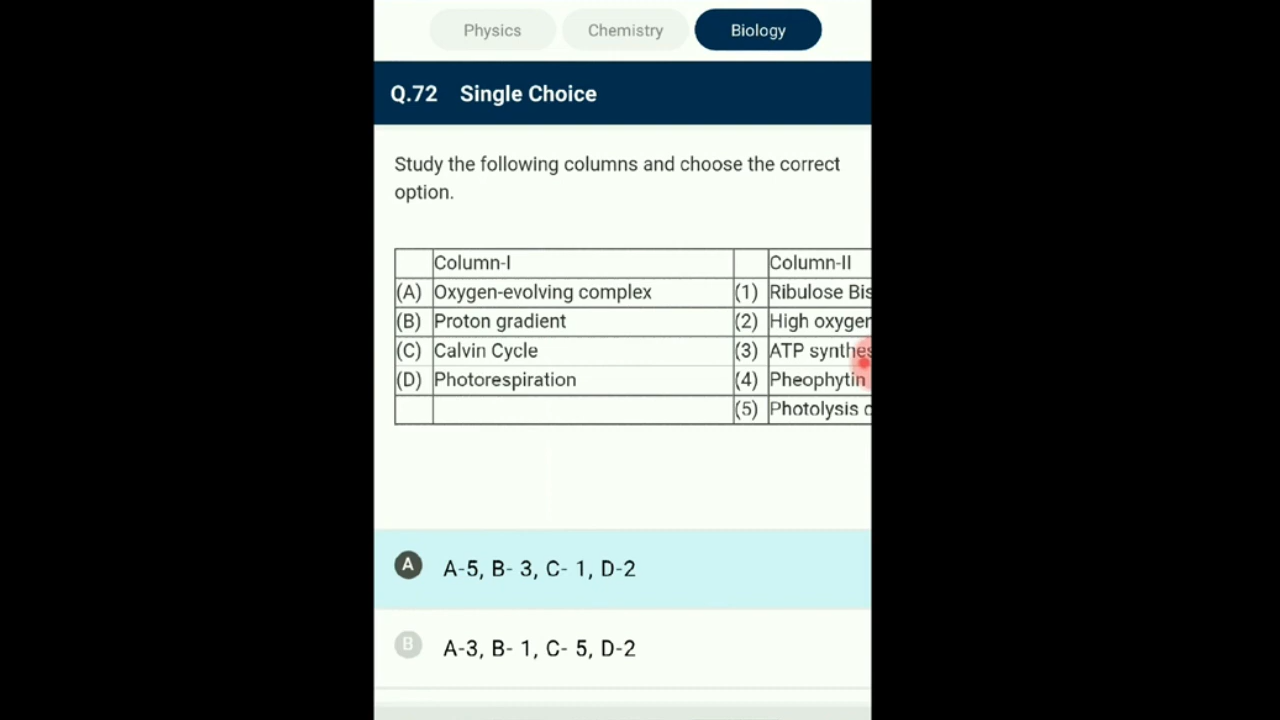 Physics Chemistry Biology
Q.72 Single Choice
Study the following columns and choose the correct
option.
Column-I Column-II
(A) Oxygen-evolving complex (1) Ribulose Bis
(B) Proton gradient (2) High oxygen
(C) Calvin Cycle (3) ATP synthes
(D) Photorespiration (4) Pheophytin
(5) Photolysis o
A A-5, B- 3, C- 1, D-2
B A-3, B- 1, C- 5, D-2